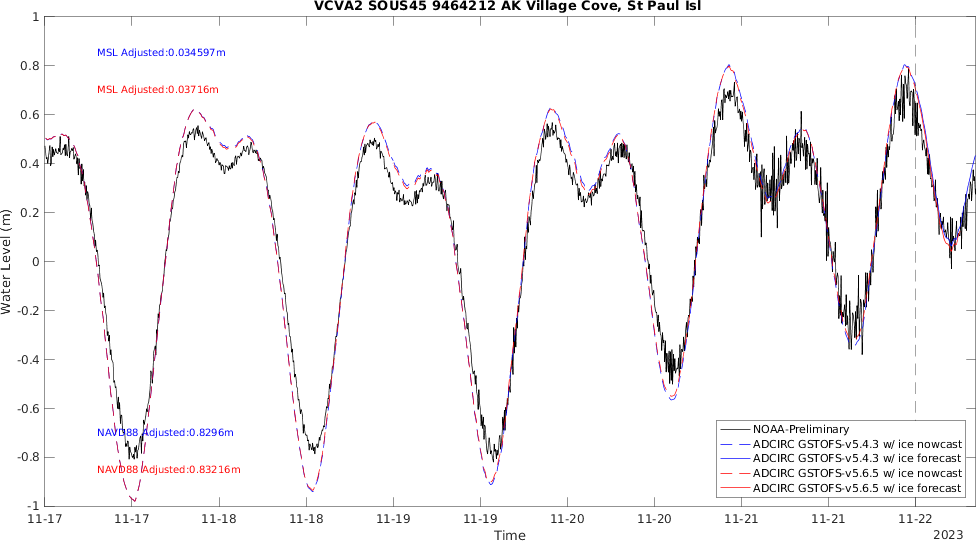 VCVA2 SOUS45 9464212 AK Village Cove, St Paul Isl
MSL Adjusted:0.034597m
MSL Adjusted:0.03716m
NAVD88 Adjusted:0.8296m
NAVD88 Adjusted:0.83216m
Water Level (m)
1
0.8
0.6
0.4
0.2
0
-0.2
-0.4
-0.6
-0.8
-1
NOAA-Preliminary
ADCIRC GSTOFS-v5.4.3 w/ ice nowcast
ADCIRC GSTOFS-v5.4.3 w/ ice forecast
ADCIRC GSTOFS-v5.6.5 w/ ice nowcast
ADCIRC GSTOFS-v5.6.5 w/ ice forecast
11-17 11-17 11-18 11-18 11-19 11-19 11-20 11-20 11-21 11-21 11-22
Time
2023